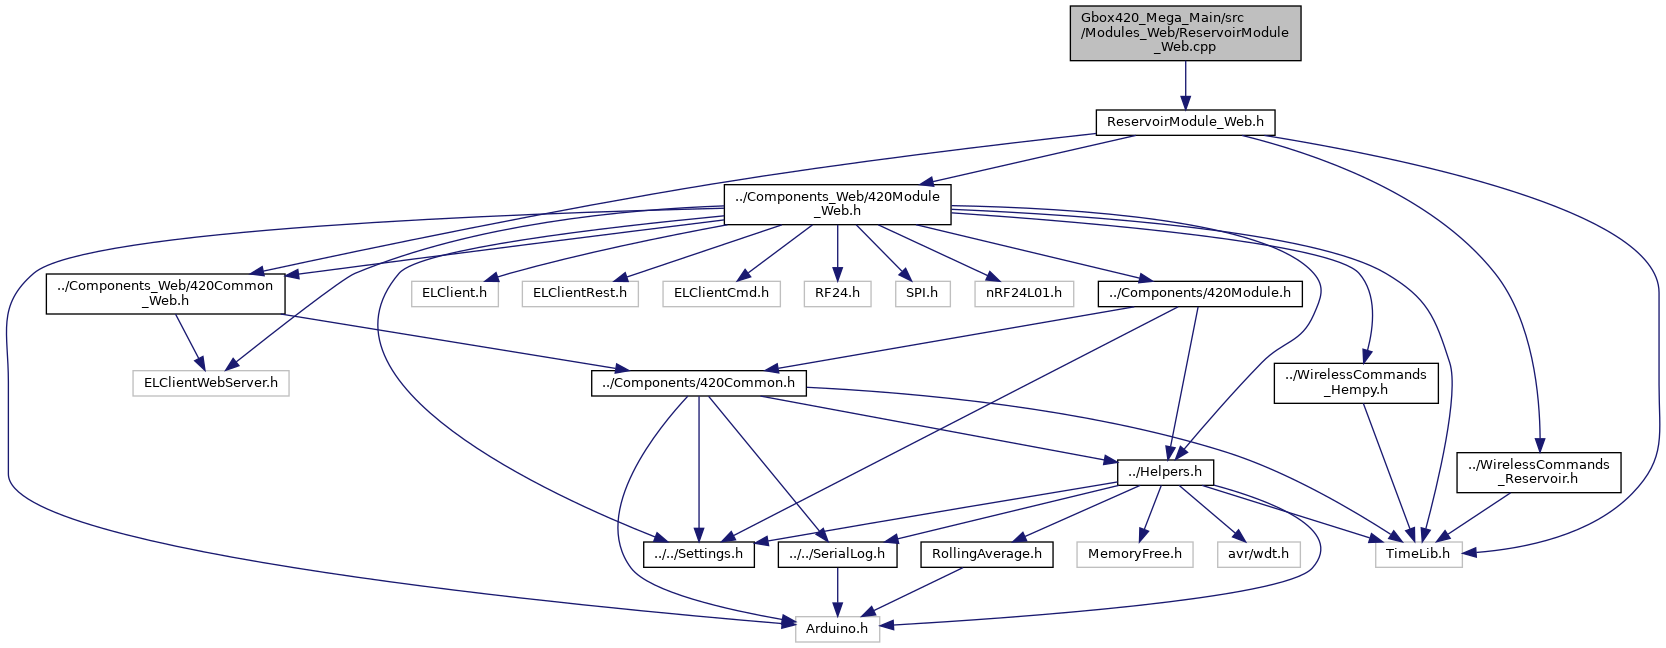 Gbox420_Mega_Main/src
/Modules_Web/ReservoirModule
_Web.cpp
ReservoirModule_Web.h
../Components_Web/420Module
_Web.h
../Components_Web/420Common
_Web.h
ELClient.h
ELClientRest.h
ELClientCmd.h
RF24.h
SPI.h
nRF24L01.h
../Components/420Module.h
ELClientWebServer.h
../Components/420Common.h
../WirelessCommands
_Hempy.h
../Helpers.h
../WirelessCommands
_Reservoir.h
../../Settings.h
../../SerialLog.h
RollingAverage.h
MemoryFree.h
avr/wdt.h
TimeLib.h
Arduino.h